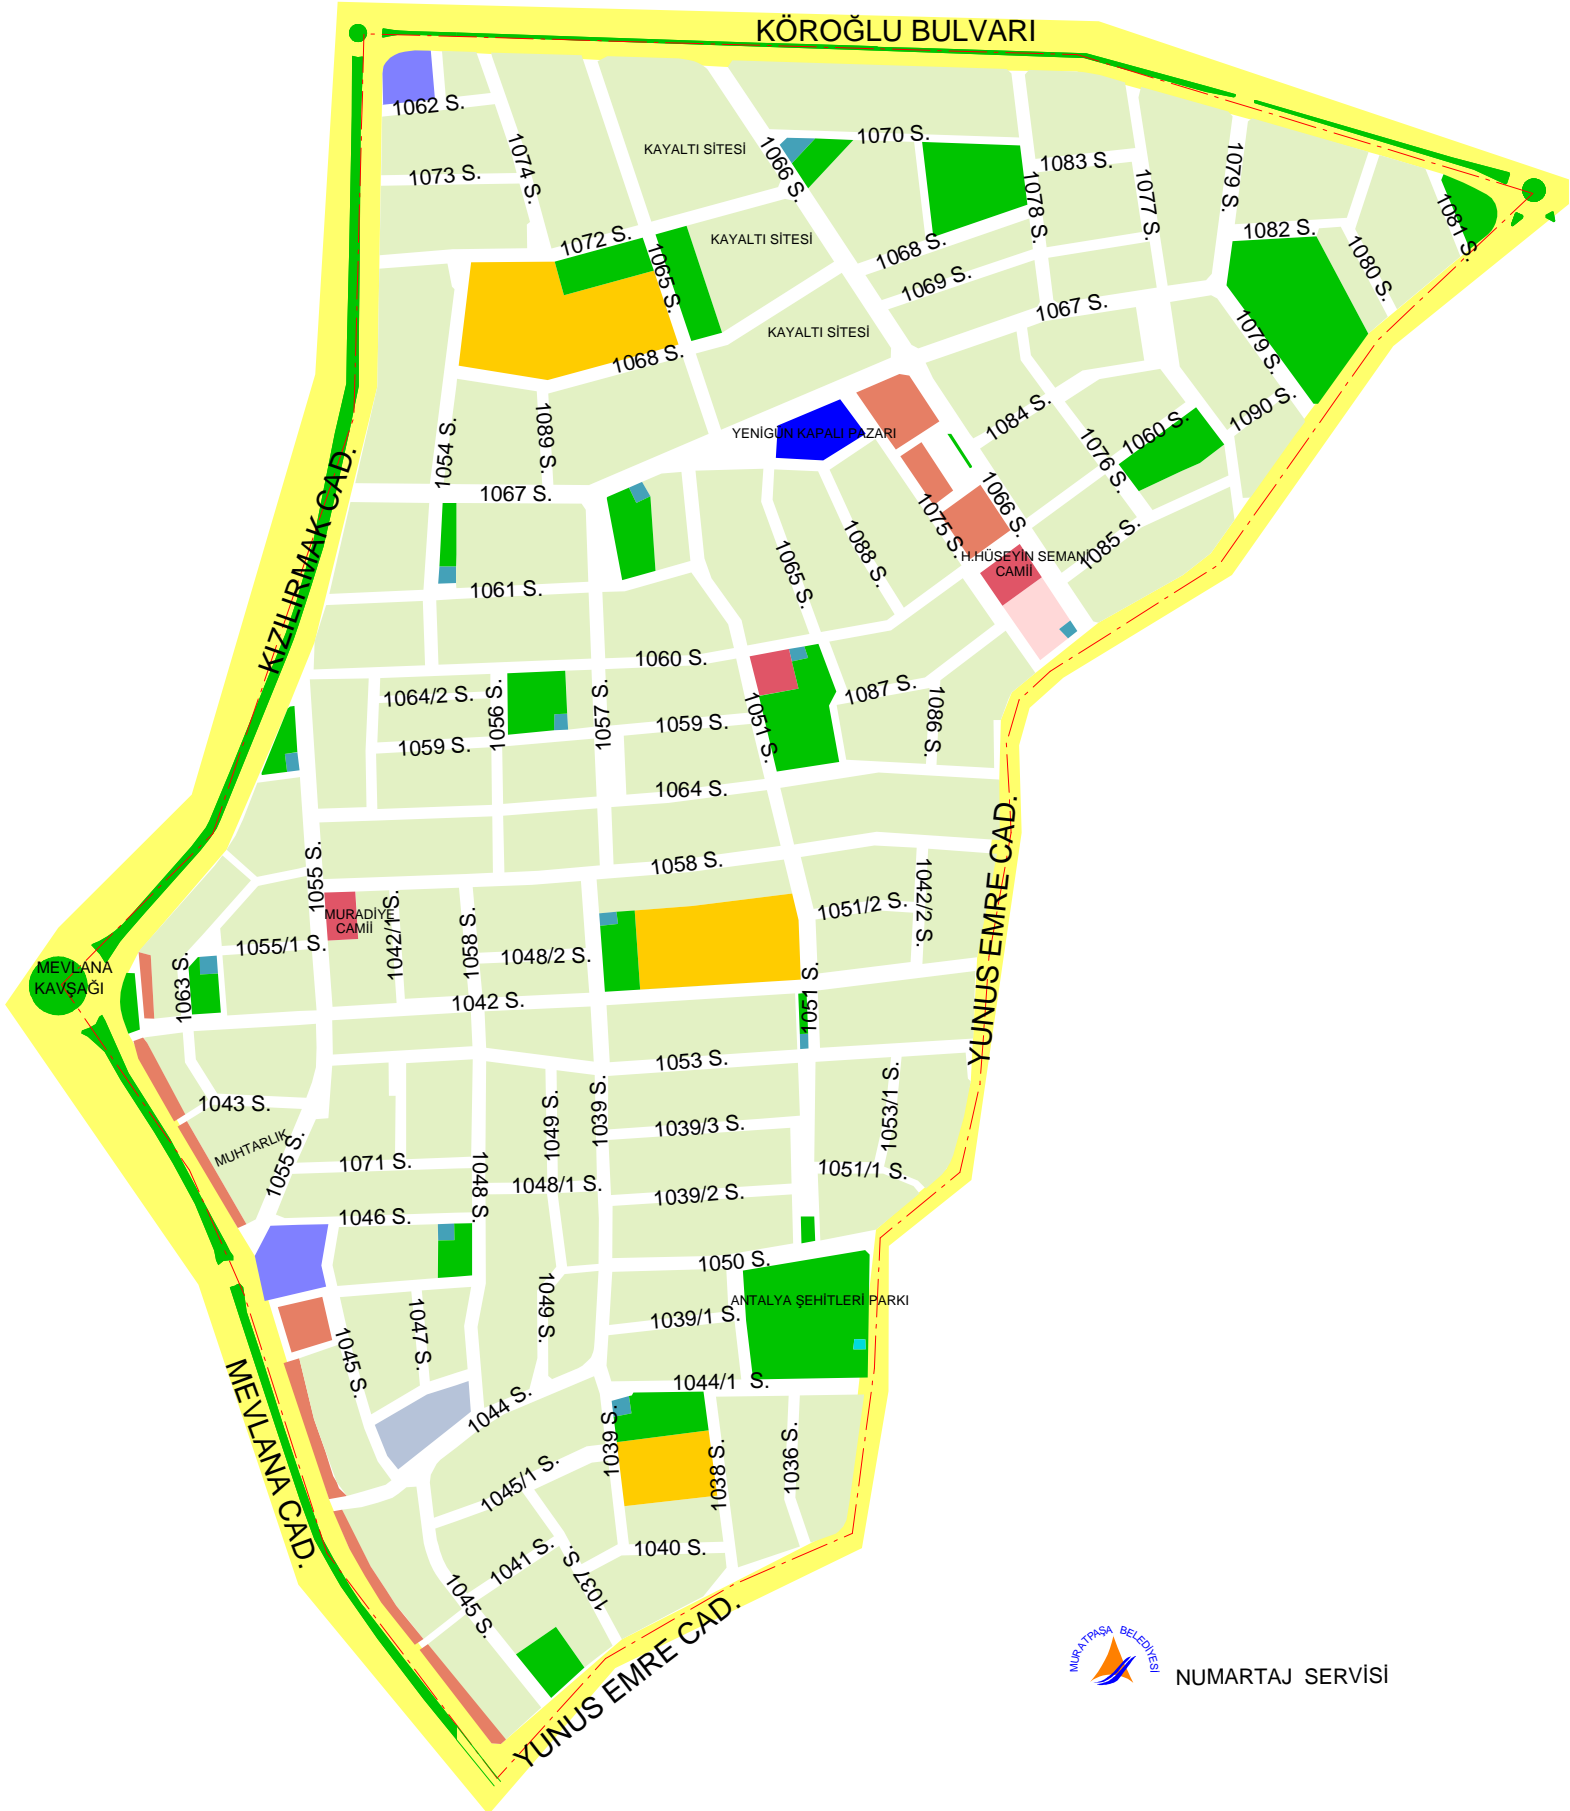 KÖROĞLU BULVARI
1062 S.
1074 S.
1070 S.
KAYALTI SİTESİ
1066 S.
1083 S.
1079 S.
1073 S.
1078 S.
1077 S.
1081 S.
1072 S.
KAYALTI SİTESİ
1068 S.
1082 S.
1065 S.
1069 S.
1080 S.
1067 S.
KAYALTI SİTESİ
1079 S.
1068 S.
1054 S.
1089 S.
YENİGÜN KAPALI PAZARI
1084 S.
1060 S.
1090 S.
1076 S.
KIZILIRMAK CAD.
1067 S.
1066 S.
1075 S.
1088 S.
1085 S.
H.HÜSEYİN SEMANİ
CAMİİ
1065 S.
1061 S.
1060 S.
1064/2 S.
1056 S.
1057 S.
1059 S.
1051 S.
1087 S.
1086 S.
1059 S.
1064 S.
1058 S.
1055 S.
YUNUS EMRE CAD.
MURADİYE
CAMİİ
1042/1 S.
1058 S.
1051/2 S.
1042/2 S.
1055/1 S.
1048/2 S.
MEVLANA
KAVŞAĞI
1063 S.
1042 S.
1051 S.
1053 S.
1043 S.
1049 S.
1039 S.
1053/1 S.
1039/3 S.
MUHTARLIK
1055 S.
1071 S.
1048 S.
1048/1 S.
1051/1 S.
1039/2 S.
1046 S.
1050 S.
1049 S.
ANTALYA ŞEHİTLERİ PARKI
1039/1 S.
1047 S.
1045 S.
1044/1 S.
MEVLANA CAD.
1044 S.
1039 S.
1038 S.
1036 S.
1045/1 S.
1040 S.
1041 S.
1037 S.
1045 S.
YUNUS EMRE CAD.
MURATPAŞA BELEDİYESİ
NUMARTAJ SERVİSİ